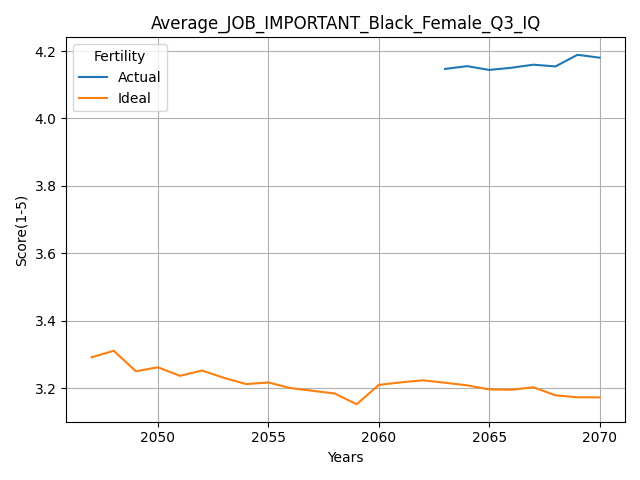 Average_JOB_IMPORTANT_Black_Female_Q3_IQ
Fertility
Actual
Ideal
4.2
4.0
3.8
3.6
3.4
3.2
Score(1-5)
2050
2055
2060
2065
2070
Years